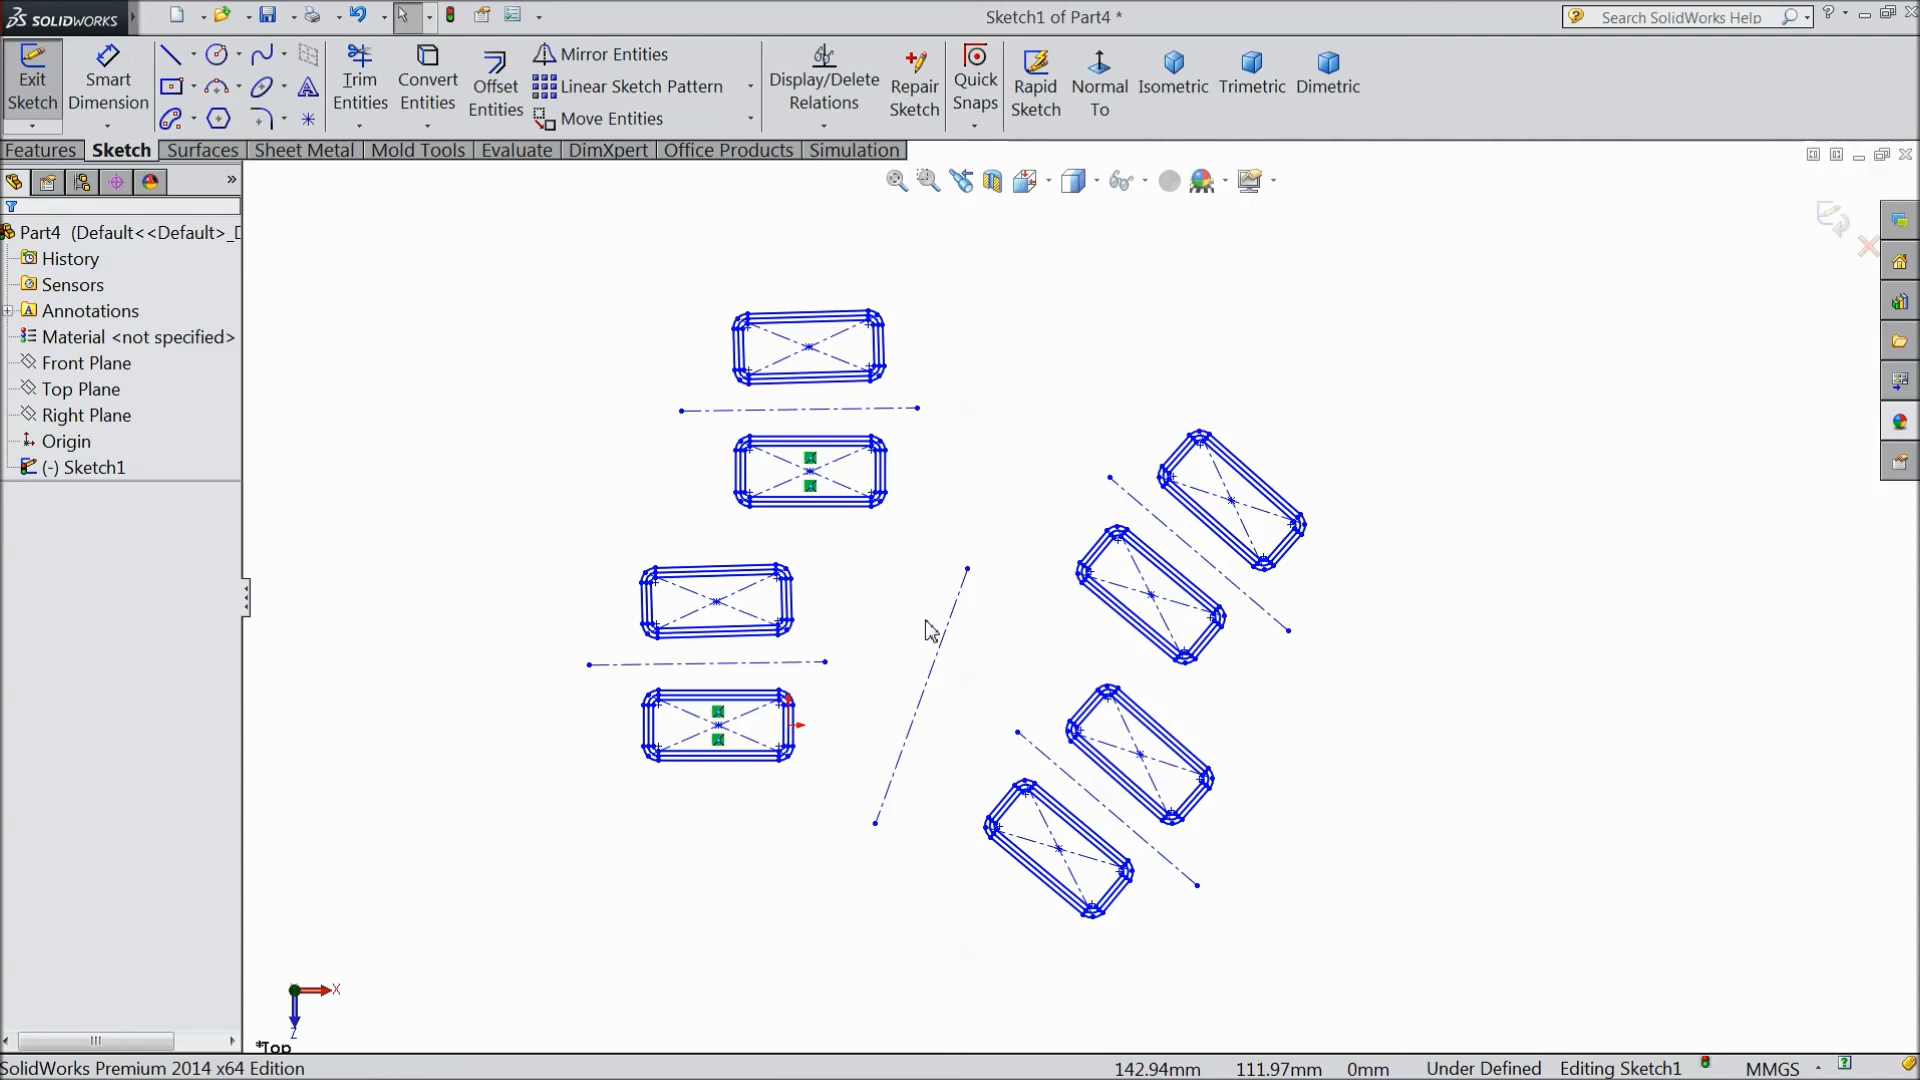 SOLIDWORKS
Sketch1 of Part4 *
Search SolidWorks Help
Exit Sketch
Smart Dimension
Trim Entities
Convert Entities
Offset Entities
Mirror Entities
Linear Sketch Pattern
Move Entities
Display/Delete Relations
Repair Sketch
Quick Snaps
Rapid Sketch
Normal To
Isometric
Trimetric
Dimetric
Features
Sketch
Surfaces
Sheet Metal
Mold Tools
Evaluate
DimXpert
Office Products
Simulation
Part4 (Default<<Default>_
History
Sensors
Annotations
Material <not specified>
Front Plane
Top Plane
Right Plane
Origin
(-) Sketch1
X
Z
*Top
SolidWorks Premium 2014 x64 Edition
142.94mm
111.97mm
0mm
Under Defined
Editing Sketch1
MMGS